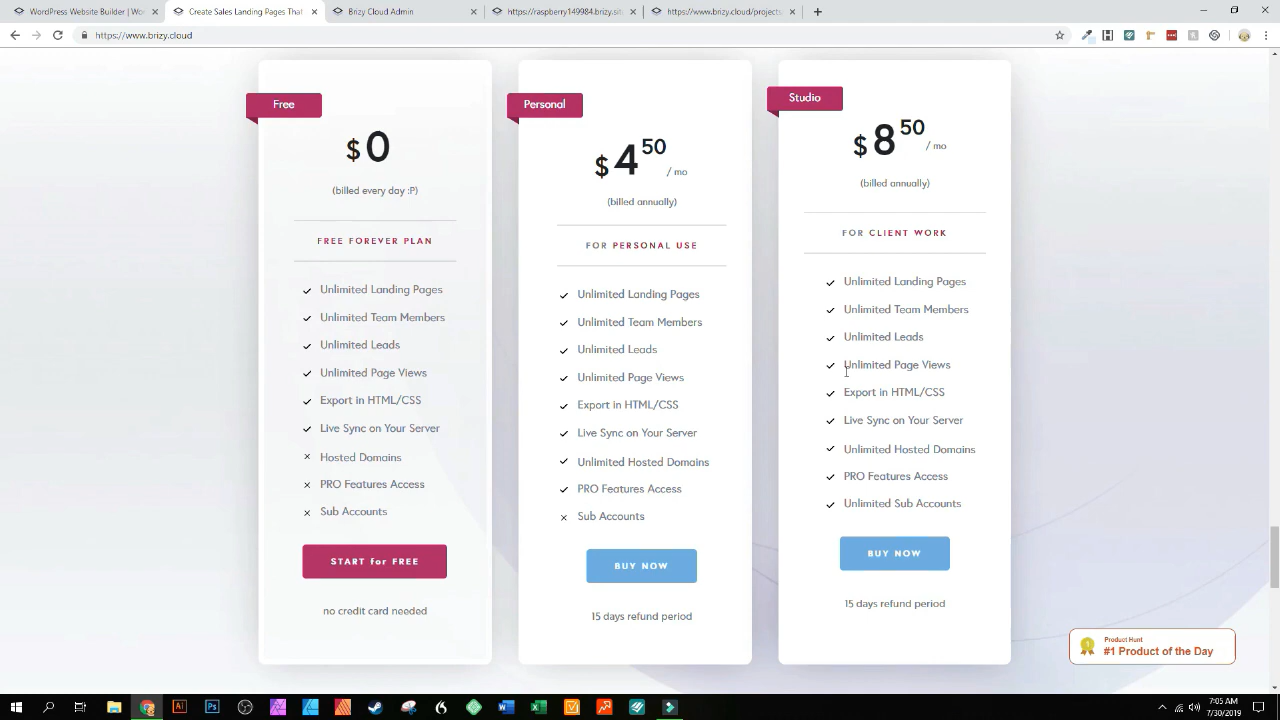 WordPress Website Builder | Wo
Create Sales Landing Pages Tha
Brizy Cloud Admin
https://raspberry149984.brizy.sit
https://www.brizy.cloud/projects
https://www.brizy.cloud
Free
$0
(billed every day :P)
FREE FOREVER PLAN
Unlimited Landing Pages
Unlimited Team Members
Unlimited Leads
Unlimited Page Views
Export in HTML/CSS
Live Sync on Your Server
Hosted Domains
PRO Features Access
Sub Accounts
START for FREE
no credit card needed
Personal
$4 50 / mo
(billed annually)
FOR PERSONAL USE
Unlimited Landing Pages
Unlimited Team Members
Unlimited Leads
Unlimited Page Views
Export in HTML/CSS
Live Sync on Your Server
Unlimited Hosted Domains
PRO Features Access
Sub Accounts
BUY NOW
15 days refund period
Studio
$8 50 / mo
(billed annually)
FOR CLIENT WORK
Unlimited Landing Pages
Unlimited Team Members
Unlimited Leads
Unlimited Page Views
Export in HTML/CSS
Live Sync on Your Server
Unlimited Hosted Domains
PRO Features Access
Unlimited Sub Accounts
BUY NOW
15 days refund period
1
Product Hunt
#1 Product of the Day
Ai
Ps
7:05 AM
7/30/2019